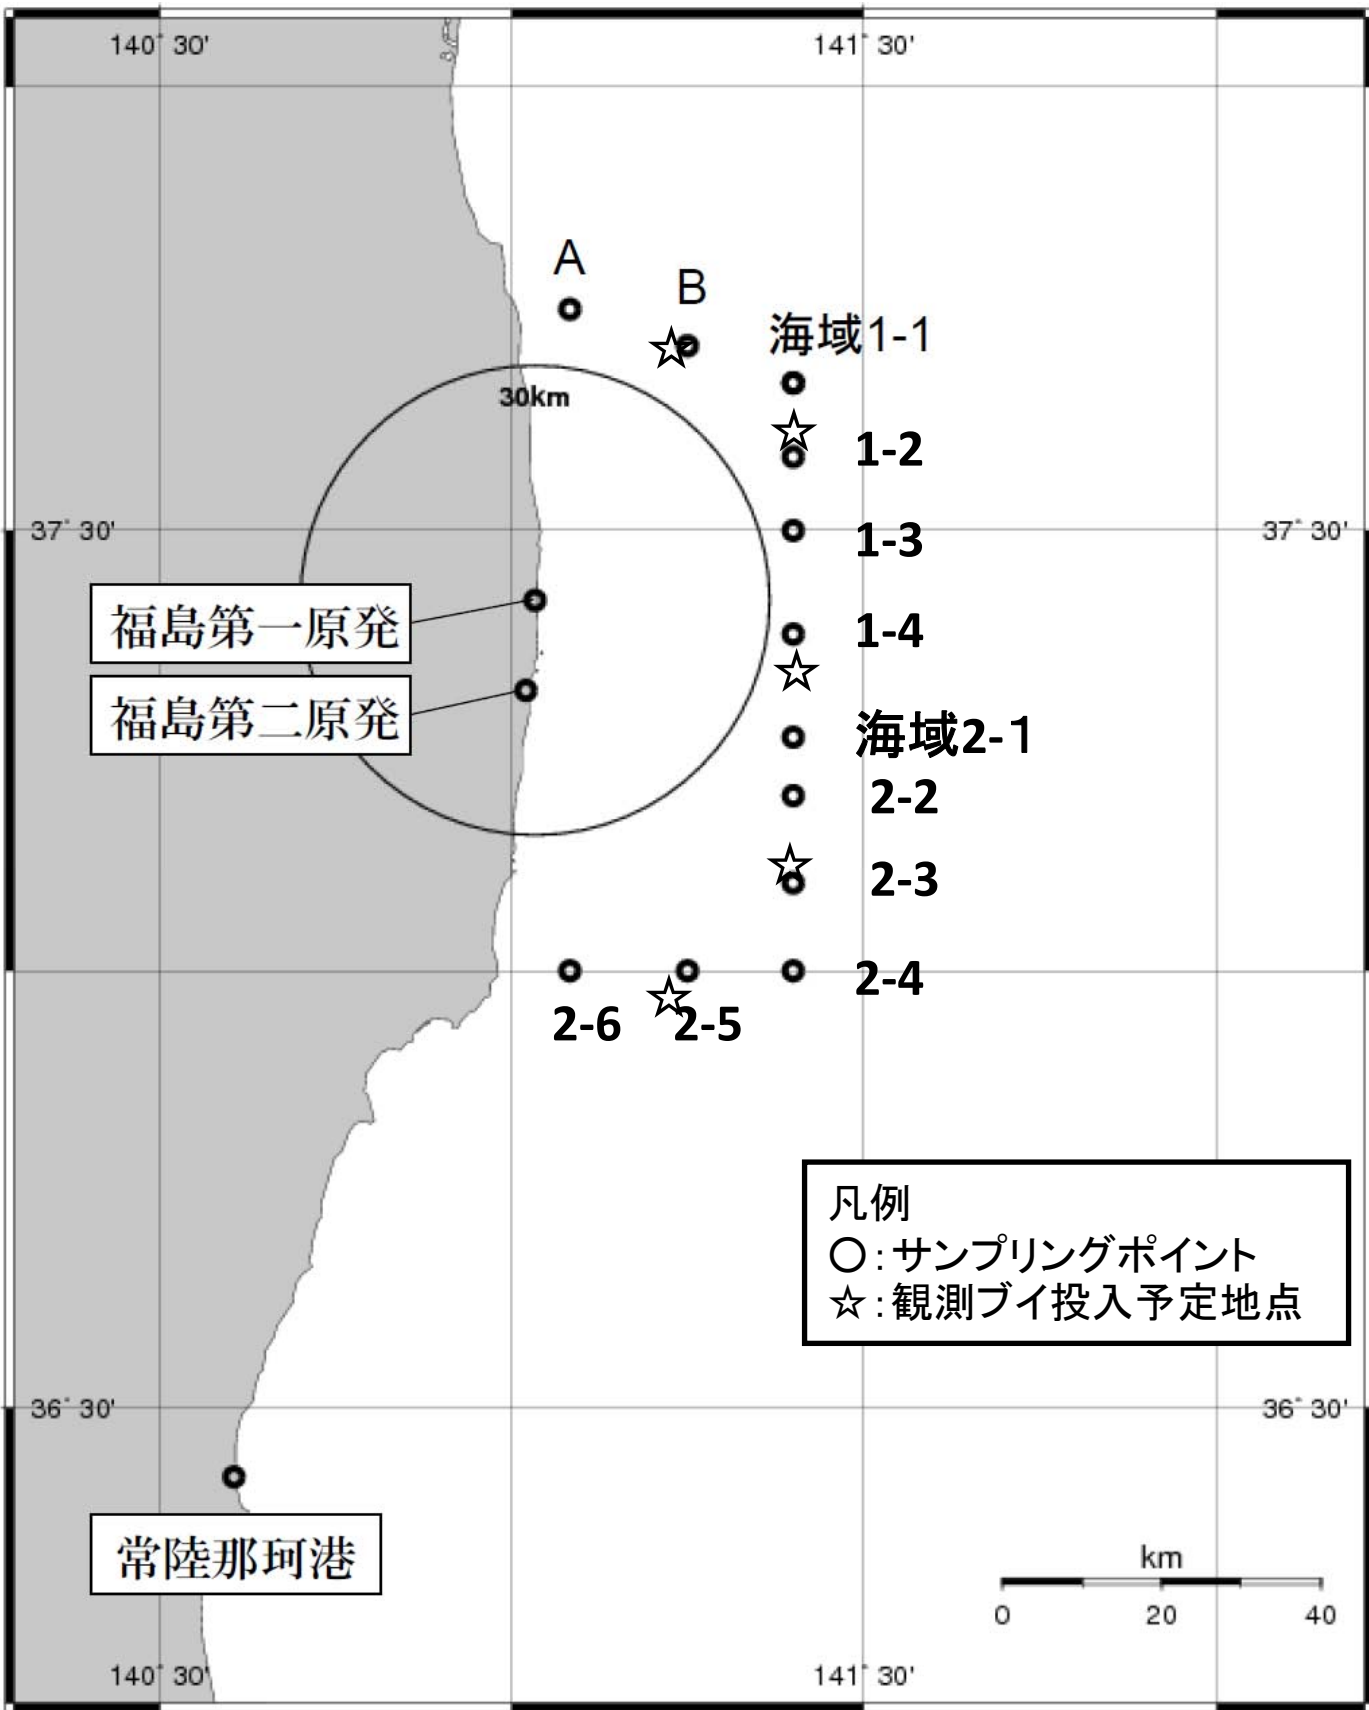 140° 30'
141° 30'
A
B
海域1-1
30km
1-2
37° 30'
1-3
37° 30'
福島第一原発
1-4
福島第二原発
海域2-1
2-2
2-3
2-4
2-6
2-5
凡例
○：サンプリングポイント
☆：観測ブイ投入予定地点
36° 30'
36° 30'
常陸那珂港
km
0 20 40
140° 30'
141° 30'